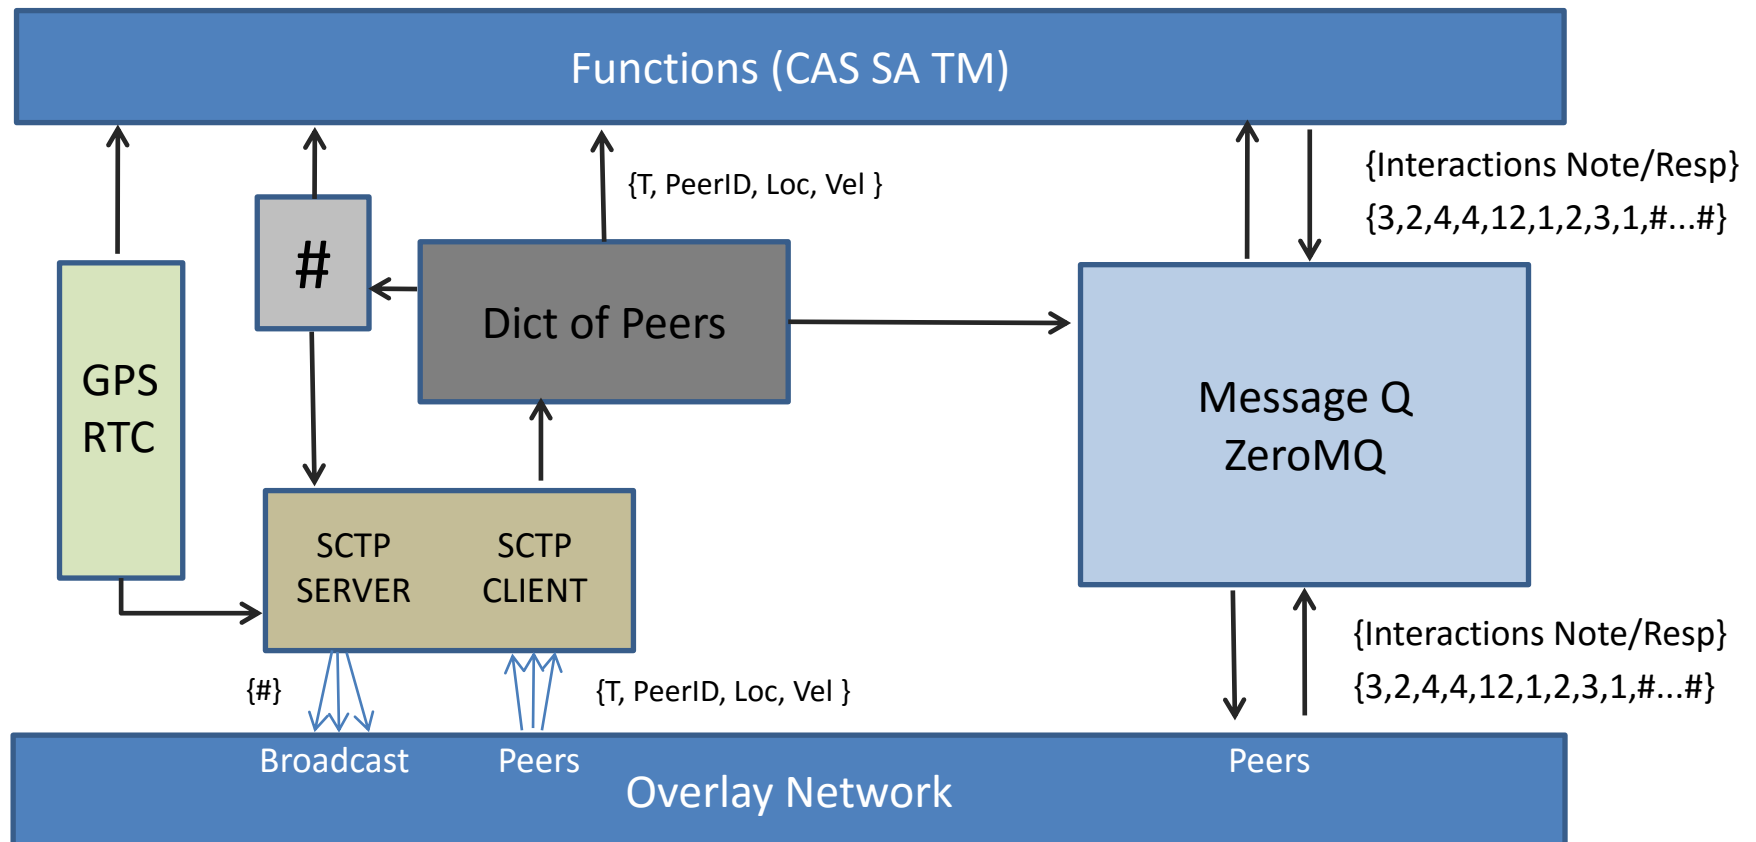 Functions (CAS SA TM)
{T, PeerID, Loc, Vel }
{Interactions Note/Resp}
{3,2,4,4,12,1,2,3,1,#...#}
#
Dict of Peers
GPS
RTC
Message Q
ZeroMQ
SCTP
SERVER
SCTP
CLIENT
{#}
{T, PeerID, Loc, Vel }
{Interactions Note/Resp}
{3,2,4,4,12,1,2,3,1,#...#}
Broadcast
Peers
Peers
Overlay Network